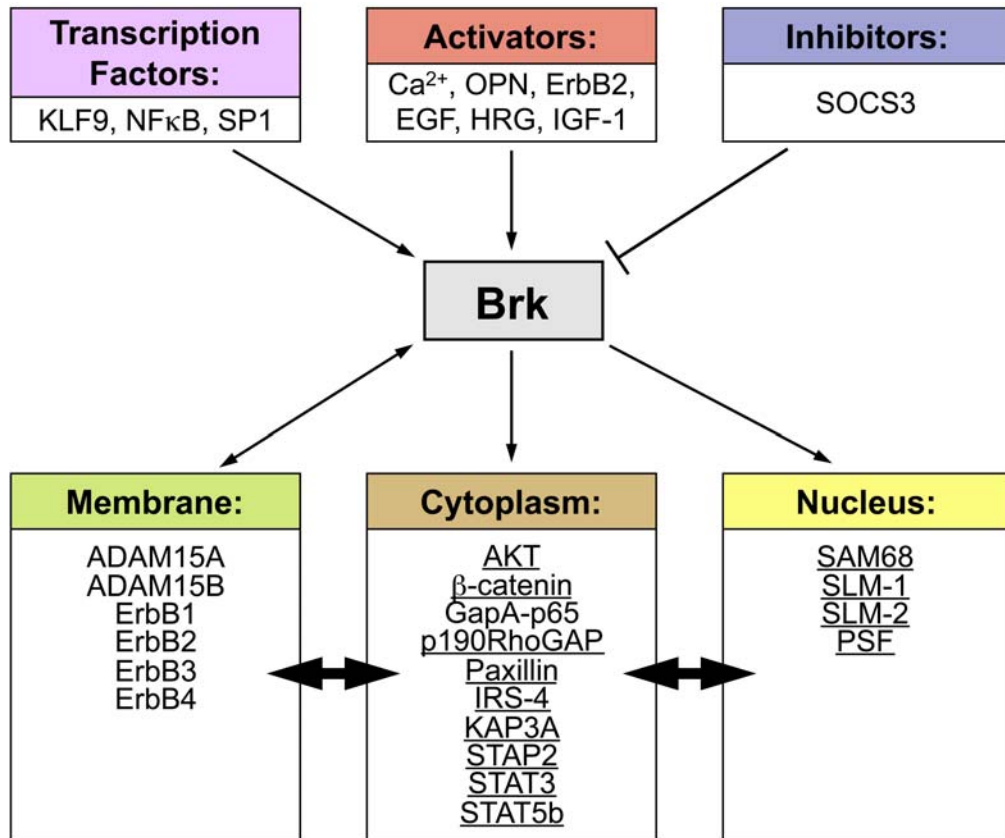 Transcription
Factors:
KLF9, NFκB, SP1
Activators:
Ca²⁺, OPN, ErbB2,
EGF, HRG, IGF-1
Inhibitors:
SOCS3
Brk
Membrane:
ADAM15A
ADAM15B
ErbB1
ErbB2
ErbB3
ErbB4
Cytoplasm:
AKT
β-catenin
GapA-p65
p190RhoGAP
Paxillin
IRS-4
KAP3A
STAP2
STAT3
STAT5b
Nucleus:
SAM68
SLM-1
SLM-2
PSF